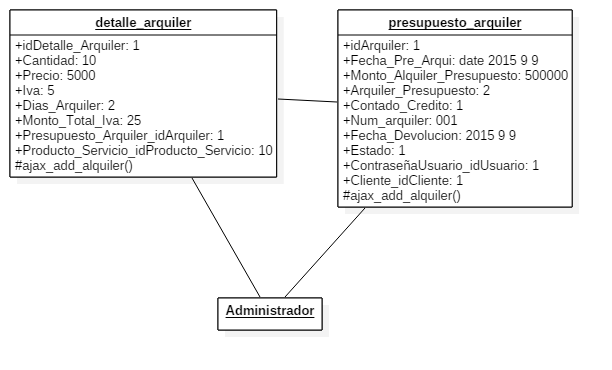 detalle_arquiler
+idDetalle_Arquiler: 1
+Cantidad: 10
+Precio: 5000
+Iva: 5
+Dias_Arquiler: 2
+Monto_Total_Iva: 25
+Presupuesto_Arquiler_idArquiler: 1
+Producto_Servicio_idProducto_Servicio: 10
#ajax_add_alquiler()
presupuesto_arquiler
+idArquiler: 1
+Fecha_Pre_Arqui: date 2015 9 9
+Monto_Alquiler_Presupuesto: 500000
+Arquiler_Presupuesto: 2
+Contado_Credito: 1
+Num_arquiler: 001
+Fecha_Devolucion: 2015 9 9
+Estado: 1
+ContraseñaUsuario_idUsuario: 1
+Cliente_idCliente: 1
#ajax_add_alquiler()
Administrador